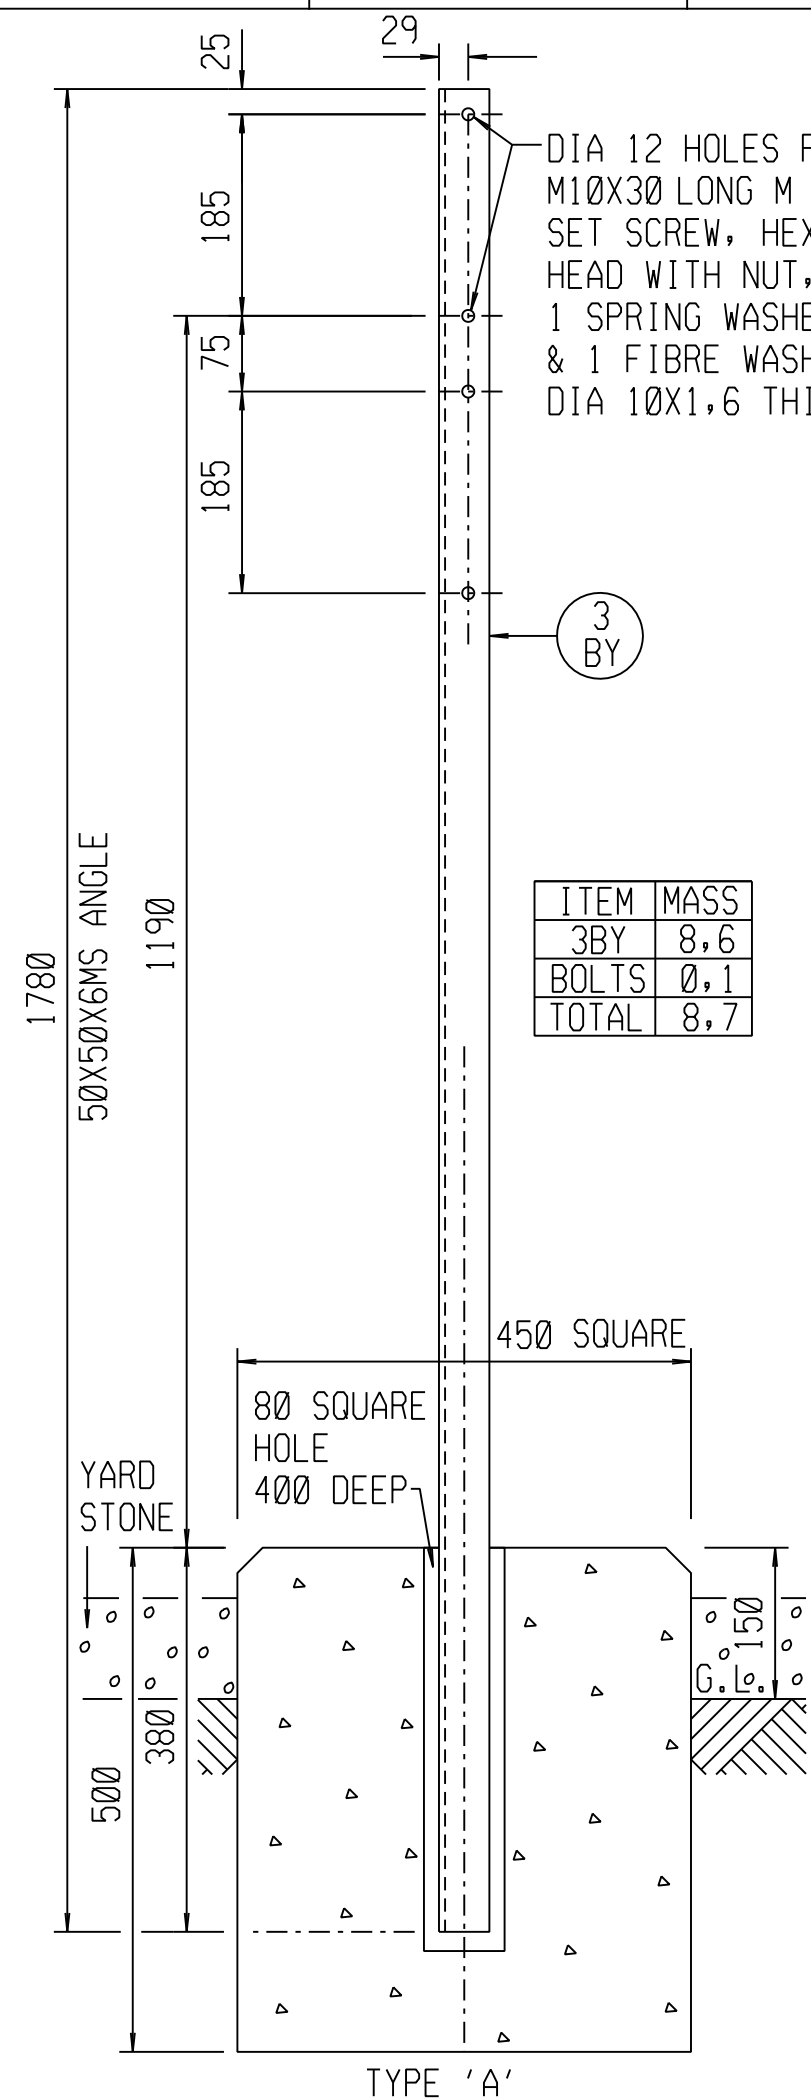 29
25
DIA 12 HOLES F
M10X30 LONG M
SET SCREW, HEX
HEAD WITH NUT,
1 SPRING WASHE
& 1 FIBRE WASH
DIA 10X1,6 THI
185
75
185
3
BY
1780
50X50X6MS ANGLE
1190
ITEM MASS
3BY 8,6
BOLTS 0,1
TOTAL 8,7
450 SQUARE
80 SQUARE
HOLE
400 DEEP
YARD
STONE
150
G.L.
380
500
TYPE 'A'